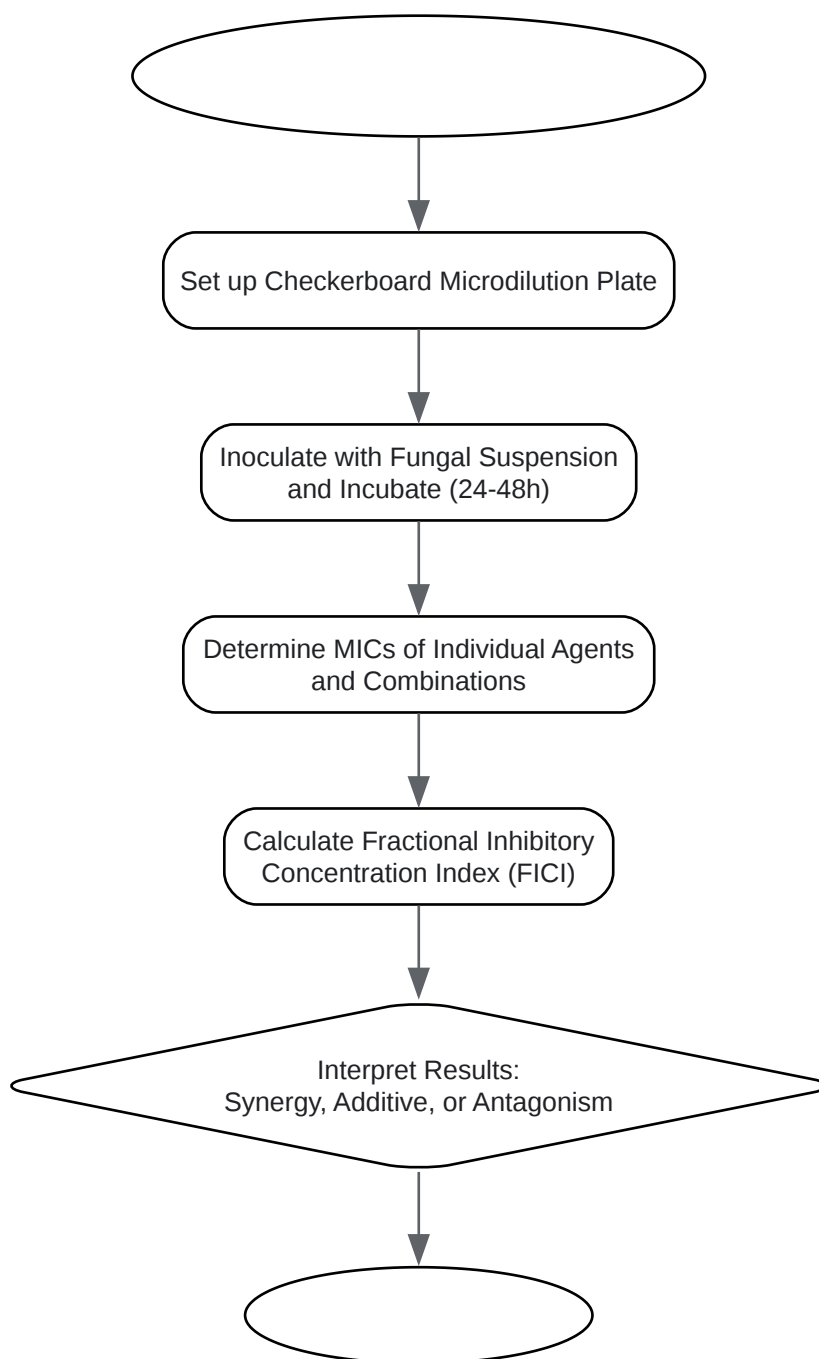 Set up Checkerboard Microdilution Plate
Inoculate with Fungal Suspension
and Incubate (24-48h)
Determine MICs of Individual Agents
and Combinations
Calculate Fractional Inhibitory
Concentration Index (FICI)
Interpret Results:
Synergy, Additive, or Antagonism